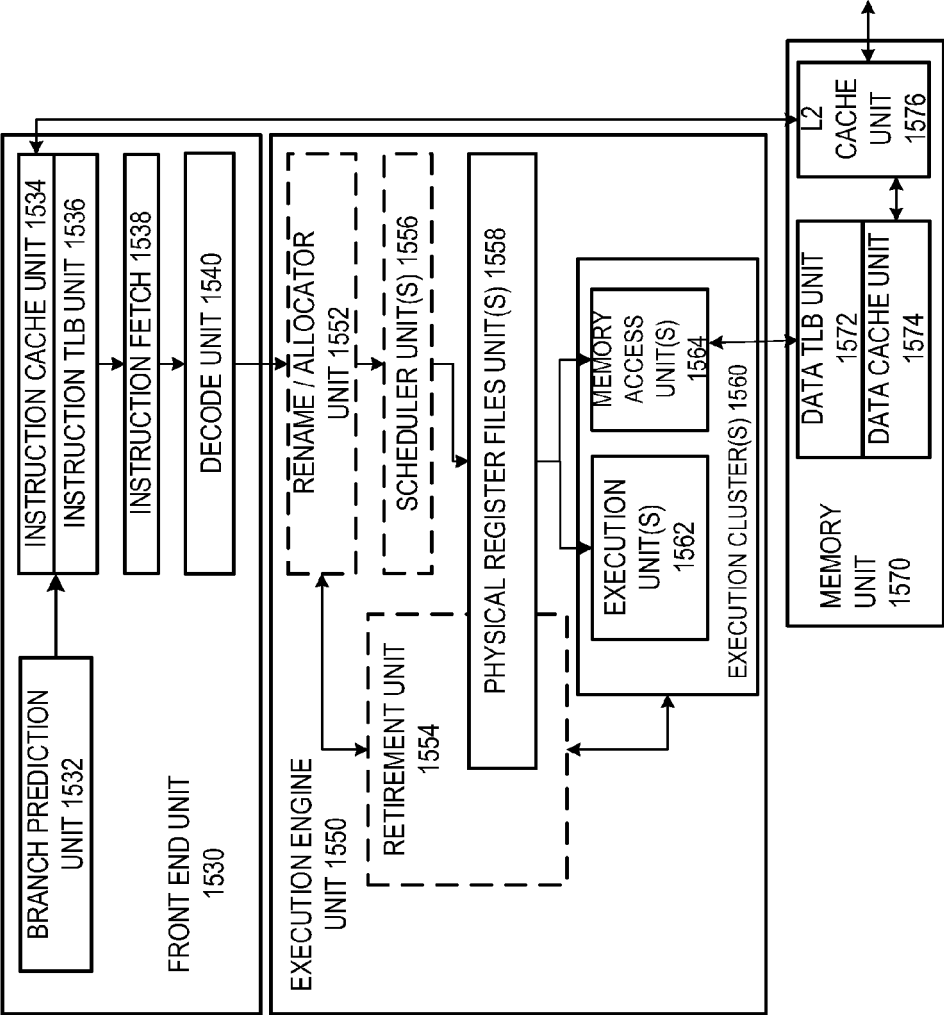 BRANCH PREDICTION
UNIT 1532
INSTRUCTION CACHE UNIT 1534
INSTRUCTION TLB UNIT 1536
INSTRUCTION FETCH 1538
DECODE UNIT 1540
FRONT END UNIT
1530
EXECUTION ENGINE
UNIT 1550
RENAME / ALLOCATOR
UNIT 1552
RETIREMENT UNIT
1554
SCHEDULER UNIT(S) 1556
PHYSICAL REGISTER FILES UNIT(S) 1558
EXECUTION
UNIT(S)
1562
MEMORY
ACCESS
UNIT(S)
1564
EXECUTION CLUSTER(S) 1560
MEMORY
UNIT
1570
DATA TLB UNIT
1572
DATA CACHE UNIT
1574
L2
CACHE
UNIT
1576